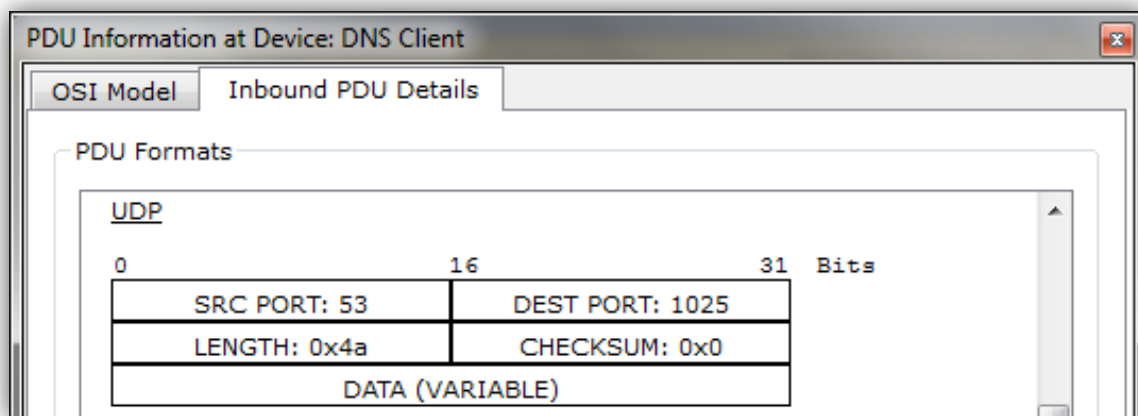 PDU Information at Device: DNS Client
OSI Model Inbound PDU Details
PDU Formats
UDP
0 16 31 Bits
SRC PORT: 53 DEST PORT: 1025
LENGTH: 0x4a CHECKSUM: 0x0
DATA (VARIABLE)